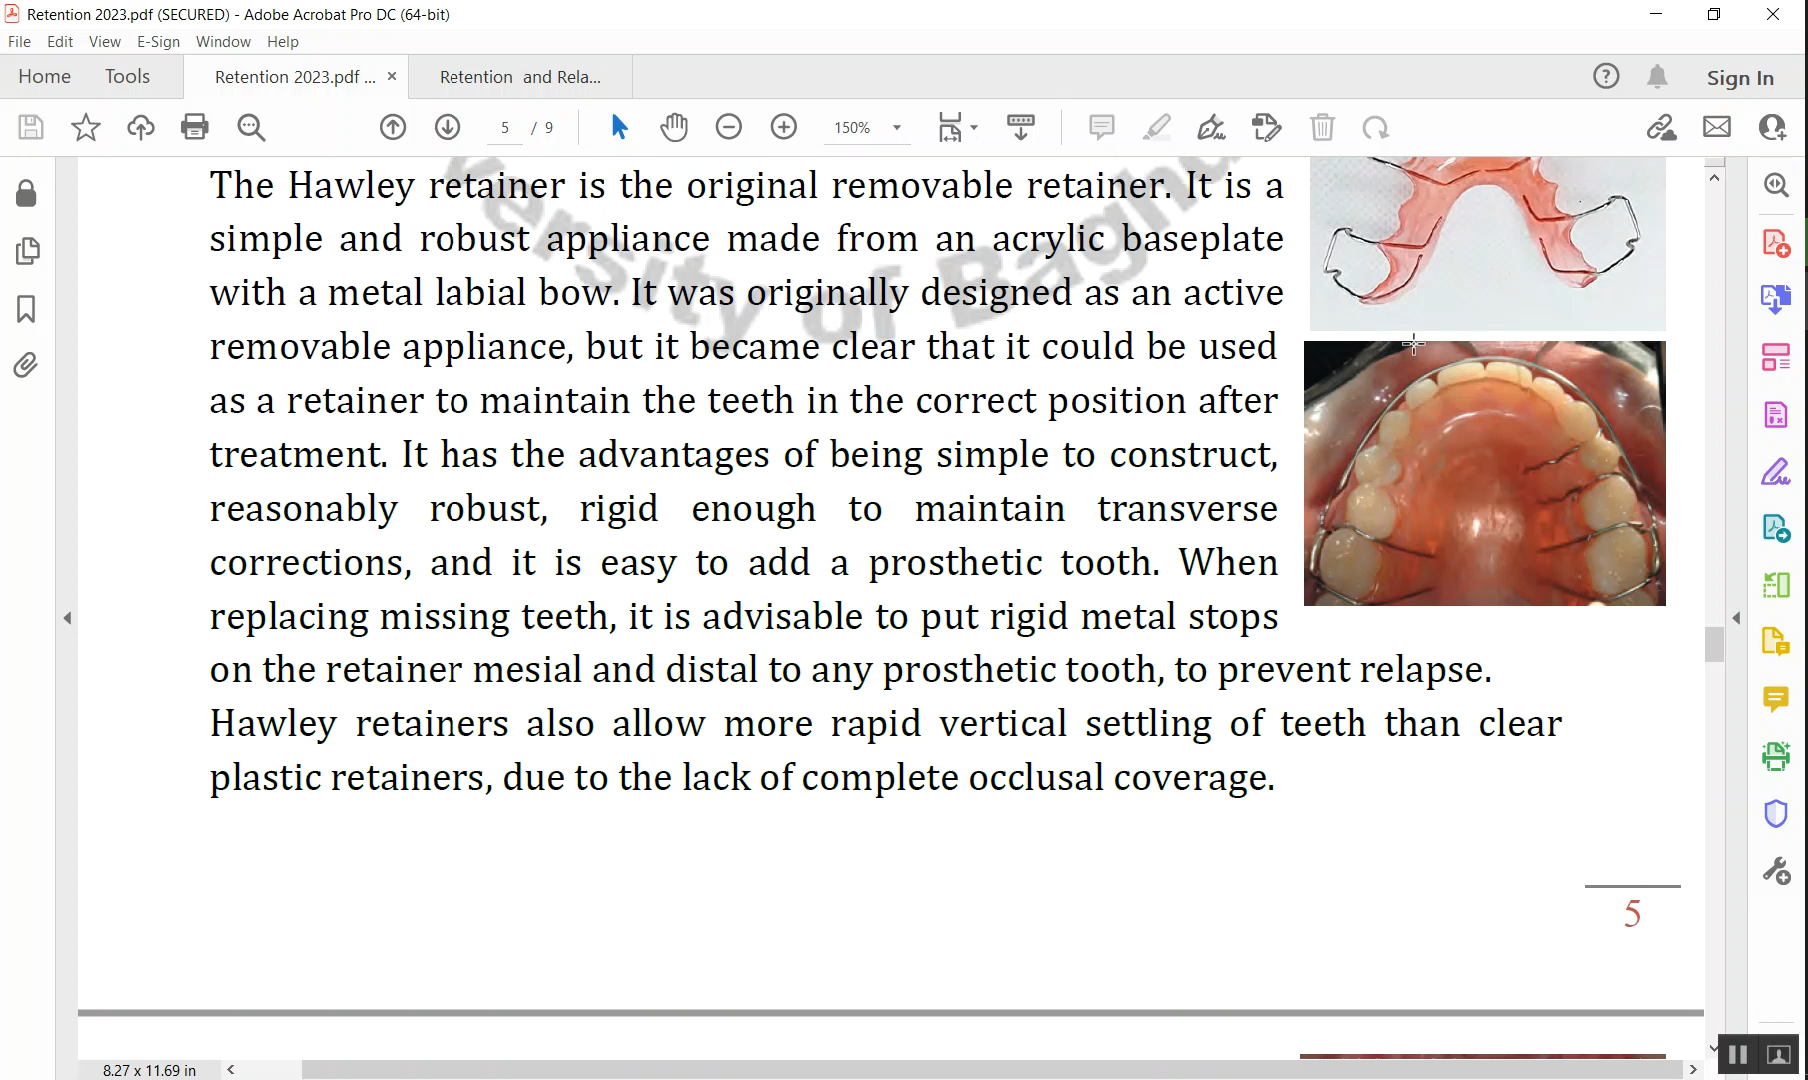 Retention 2023.pdf (SECURED) - Adobe Acrobat Pro DC (64-bit)
File Edit View E-Sign Window Help
Home Tools Retention 2023.pdf ... × Retention and Rela... Sign In
5 / 9 150%
The Hawley retainer is the original removable retainer. It is a
simple and robust appliance made from an acrylic baseplate
with a metal labial bow. It was originally designed as an active
removable appliance, but it became clear that it could be used
as a retainer to maintain the teeth in the correct position after
treatment. It has the advantages of being simple to construct,
reasonably robust, rigid enough to maintain transverse
corrections, and it is easy to add a prosthetic tooth. When
replacing missing teeth, it is advisable to put rigid metal stops
on the retainer mesial and distal to any prosthetic tooth, to prevent relapse.
Hawley retainers also allow more rapid vertical settling of teeth than clear
plastic retainers, due to the lack of complete occlusal coverage.
versity of Baghd
5
8.27 x 11.69 in